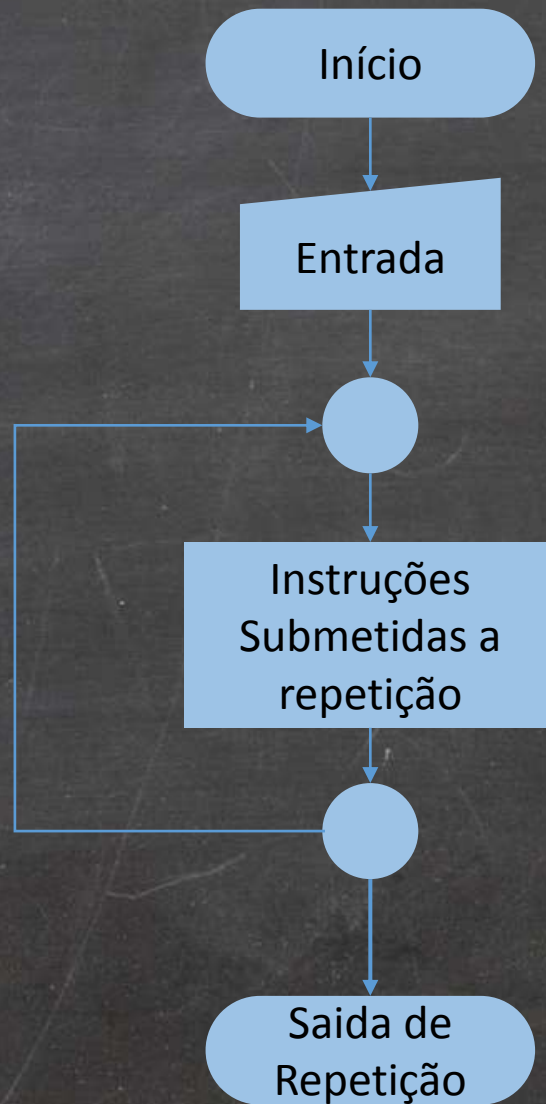 Início
Entrada
Instruções
Submetidas a
repetição
Saida de
Repetição